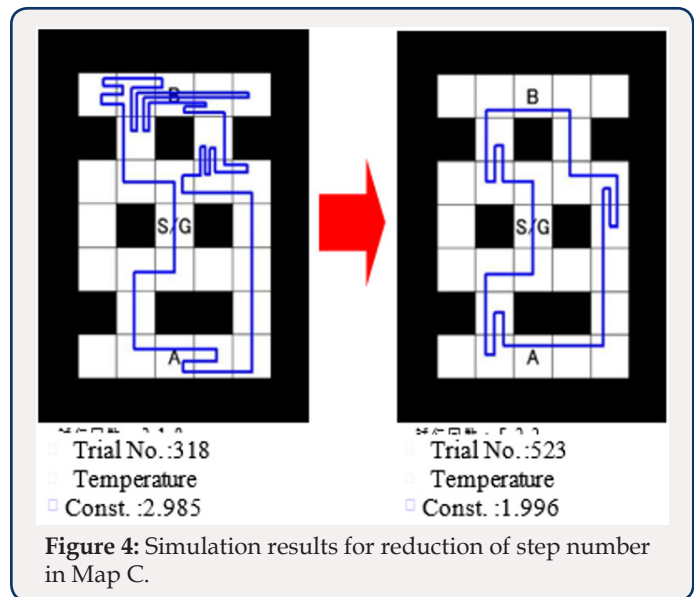 B
S/G
A
Trial No.:318
Temperature
Const. :2.985
B
S/G
A
Trial No.:523
Temperature
Const. :1.996
Figure 4: Simulation results for reduction of step number
in Map C.